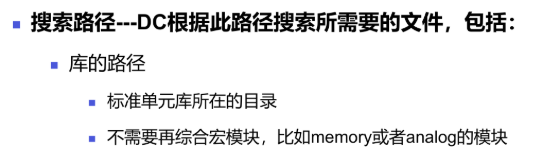 搜索路径---DC根据此路径搜索所需要的文件，包括：
库的路径
标准单元库所在的目录
不需要再综合宏模块，比如memory或者analog的模块